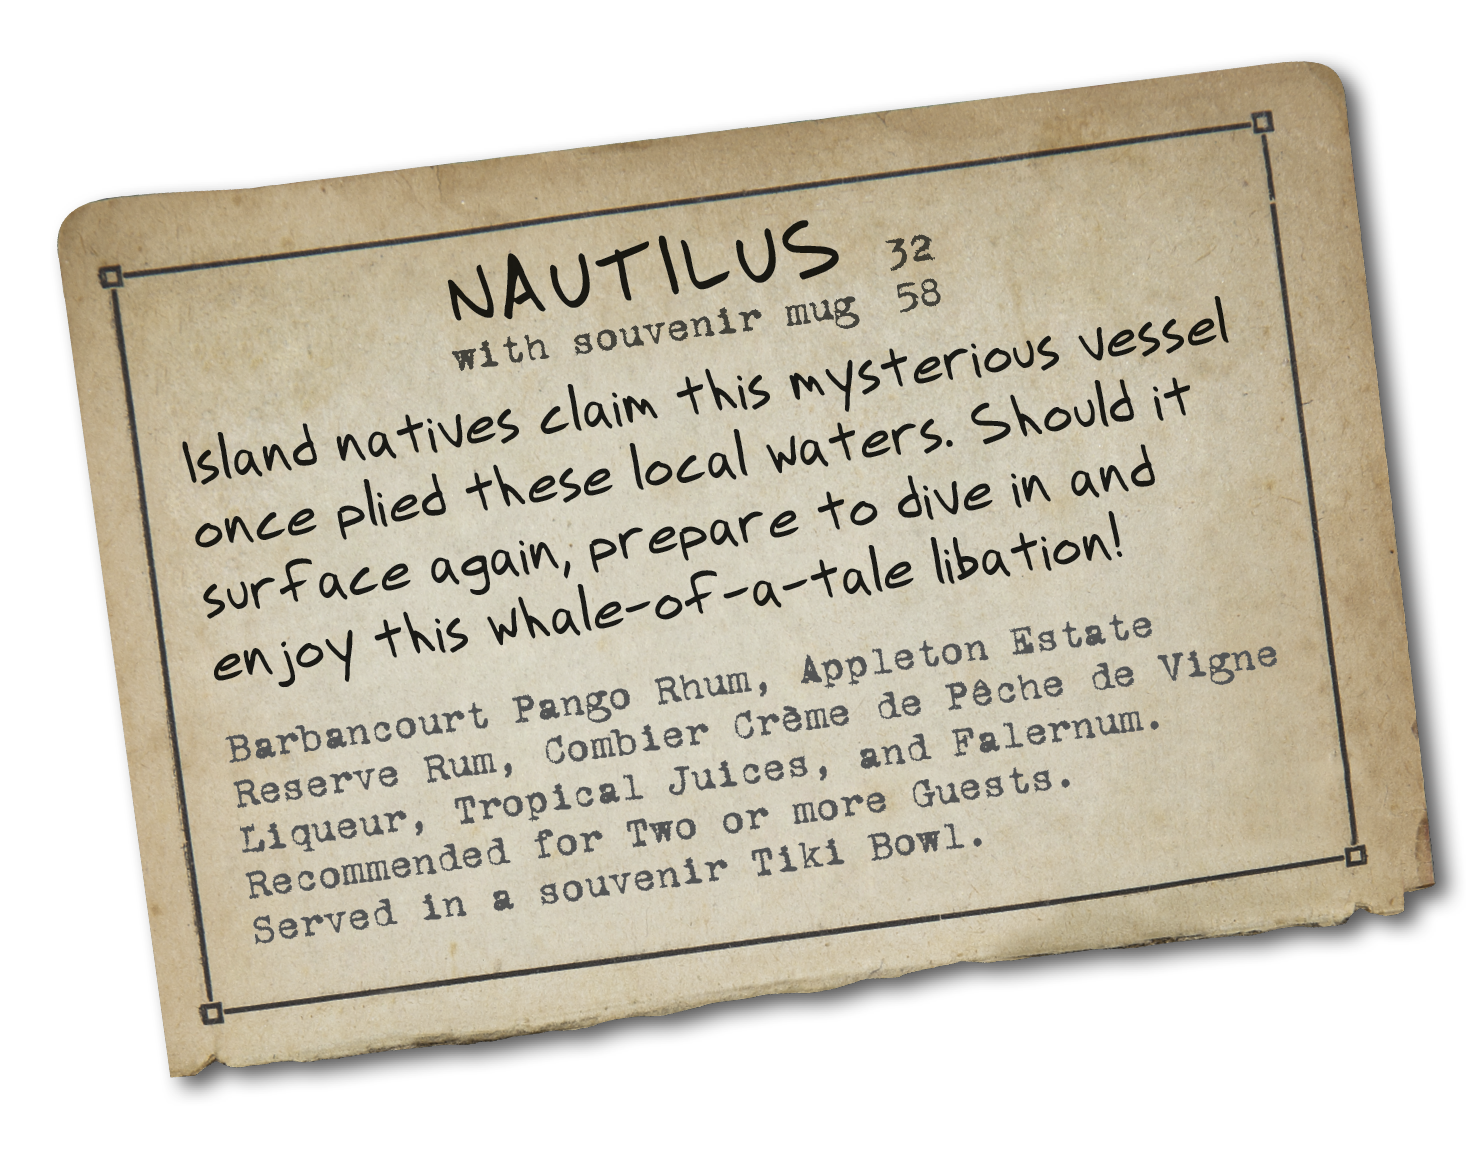 NAUTILUS 32
with souvenir mug 58
Island natives claim this mysterious vessel
once plied these local waters. Should it
surface again, prepare to dive in and
enjoy this whale-of-a-tale libation!
Barbancourt Pango Rhum, Appleton Estate
Reserve Rum, Combier Crème de Pêche de Vigne
Liqueur, Tropical Juices, and Falernum.
Recommended for Two or more Guests.
Served in a souvenir Tiki Bowl.